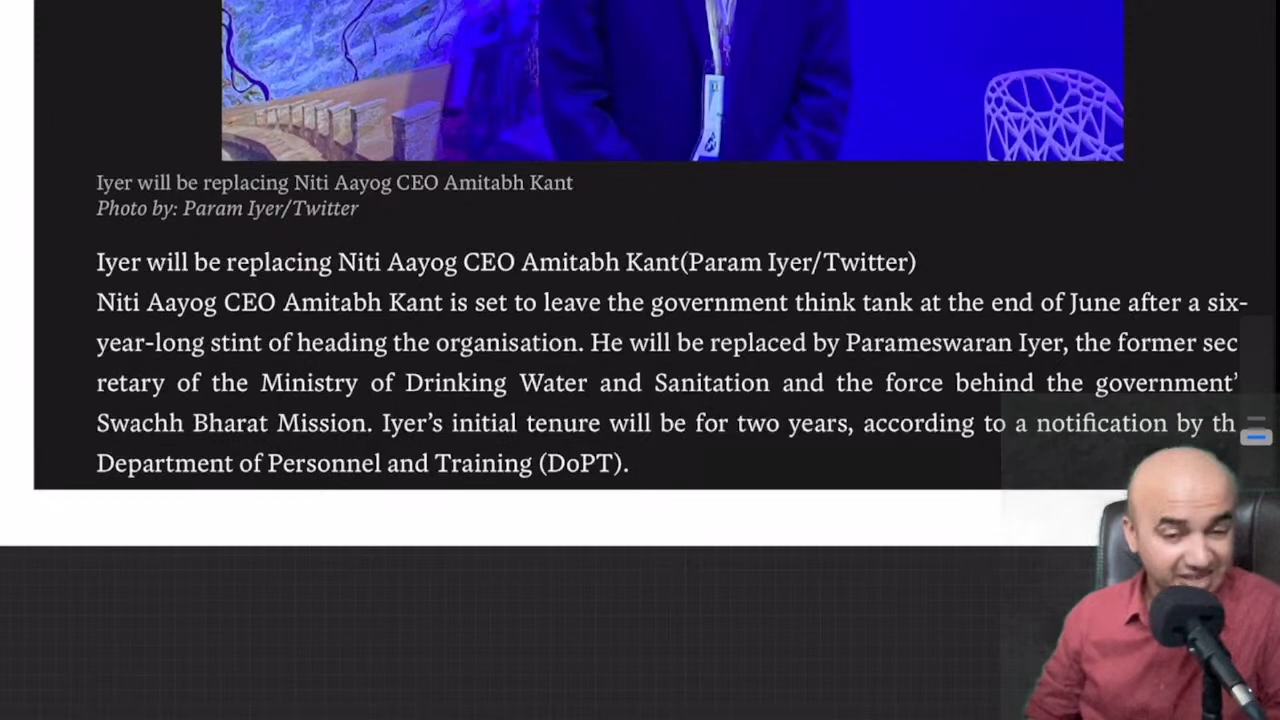 Iyer will be replacing Niti Aayog CEO Amitabh Kant
Photo by: Param Iyer/Twitter
Iyer will be replacing Niti Aayog CEO Amitabh Kant(Param Iyer/Twitter)
Niti Aayog CEO Amitabh Kant is set to leave the government think tank at the end of June after a six-
year-long stint of heading the organisation. He will be replaced by Parameswaran Iyer, the former sec
retary of the Ministry of Drinking Water and Sanitation and the force behind the government’
Swachh Bharat Mission. Iyer’s initial tenure will be for two years, according to a notification by th
Department of Personnel and Training (DoPT).